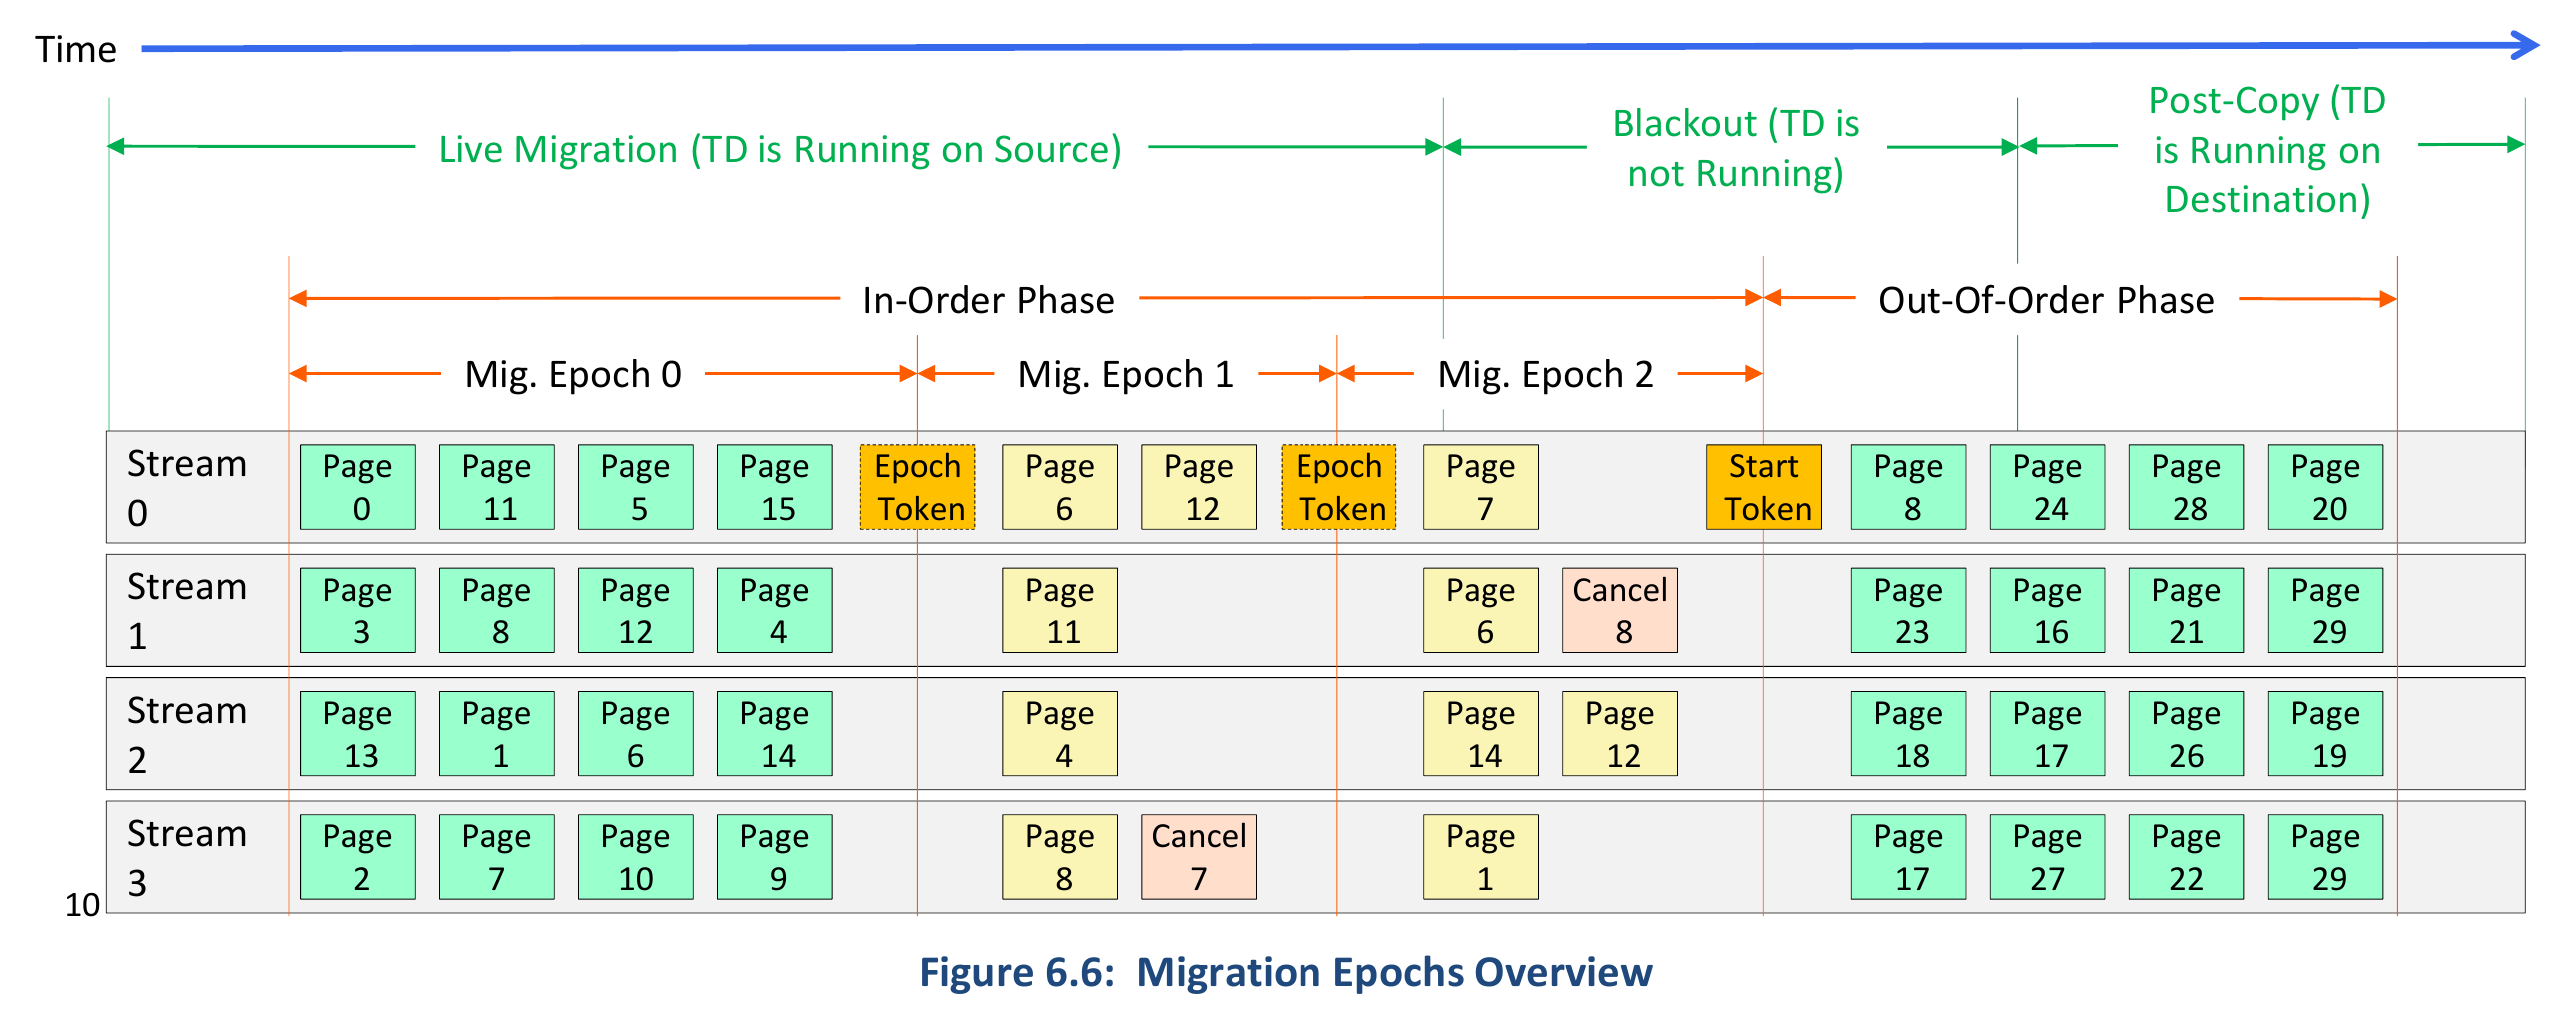 Time
Live Migration (TD is Running on Source)
Blackout (TD is
not Running)
Post-Copy (TD
is Running on
Destination)
In-Order Phase
Out-Of-Order Phase
Mig. Epoch 0
Mig. Epoch 1
Mig. Epoch 2
Stream
0
Page
0
Page
11
Page
5
Page
15
Epoch
Token
Page
6
Page
12
Epoch
Token
Page
7
Start
Token
Page
8
Page
24
Page
28
Page
20
Stream
1
Page
3
Page
8
Page
12
Page
4
Page
11
Page
6
Cancel
8
Page
23
Page
16
Page
21
Page
29
Stream
2
Page
13
Page
1
Page
6
Page
14
Page
4
Page
14
Page
12
Page
18
Page
17
Page
26
Page
19
Stream
3
Page
2
Page
7
Page
10
Page
9
Page
8
Cancel
7
Page
1
Page
17
Page
27
Page
22
Page
29
10
Figure 6.6: Migration Epochs Overview